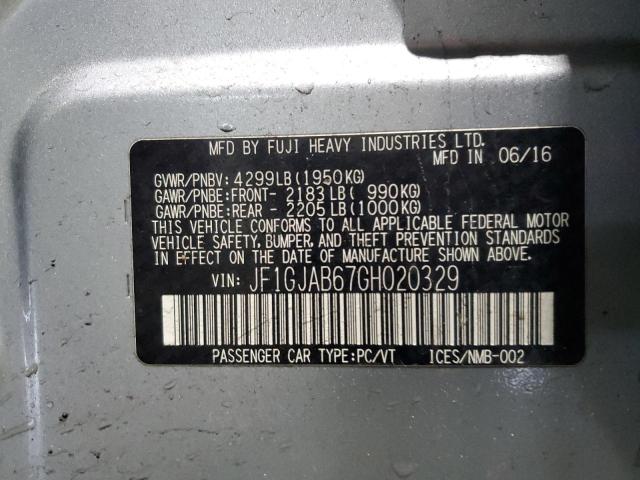 MFD BY FUJI HEAVY INDUSTRIES LTD.
MFD IN 06/16
GVWR/PNBV: 4299LB(1950KG)
GAWR/PNBE:FRONT- 2183LB( 990KG)
GAWR/PNBE:REAR - 2205LB(1000KG)
THIS VEHICLE CONFORMS TO ALL APPLICABLE FEDERAL MOTOR
VEHICLE SAFETY, BUMPER, AND THEFT PREVENTION STANDARDS
IN EFFECT ON THE DATE OF MANUFACTURE SHOWN ABOVE.
VIN: JF1GJAB67GH020329
PASSENGER CAR TYPE:PC/VT ICES/NMB-002